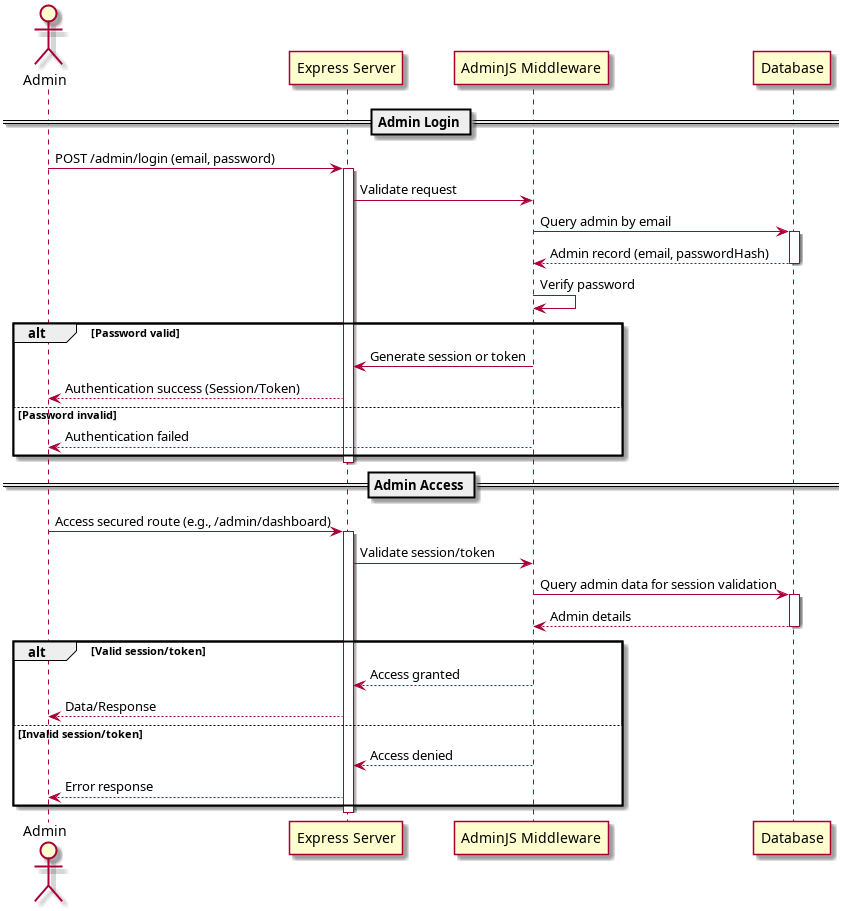 Admin
Express Server
AdminJS Middleware
Database
Admin Login
POST /admin/login (email, password)
Validate request
Query admin by email
Admin record (email, passwordHash)
Verify password
alt
[Password valid]
Generate session or token
Authentication success (Session/Token)
[Password invalid]
Authentication failed
Admin Access
Access secured route (e.g., /admin/dashboard)
Validate session/token
Query admin data for session validation
Admin details
alt
[Valid session/token]
Access granted
Data/Response
[Invalid session/token]
Access denied
Error response
Admin
Express Server
AdminJS Middleware
Database